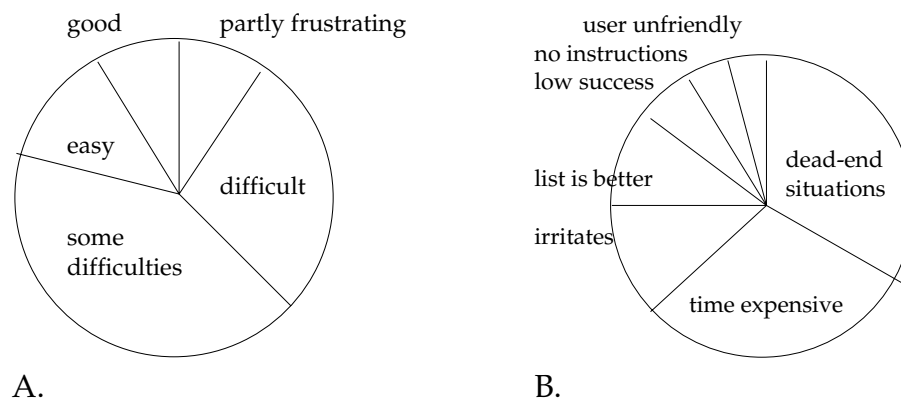 good
partly frustrating
easy
difficult
some
difficulties
A.
user unfriendly
no instructions
low success
dead-end
situations
list is better
irritates
time expensive
B.